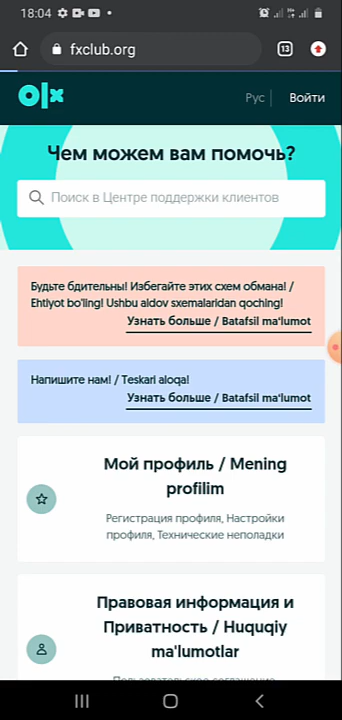 18:04
13
fxclub.org
olx
Рус
Войти
Чем можем вам помочь?
Поиск в Центре поддержки клиентов
Будьте бдительны! Избегайте этих схем обмана! /
Ehtiyot bo'ling! Ushbu aldov sxemalaridan qoching!
Узнать больше / Batafsil ma'lumot
Напишите нам! / Teskari aloqa!
Узнать больше / Batafsil ma'lumot
Мой профиль / Mening
profilim
Регистрация профиля, Настройки
профиля, Технические неполадки
Правовая информация и
Приватность / Huquqiy
ma'lumotlar
Пользовательское соглашение